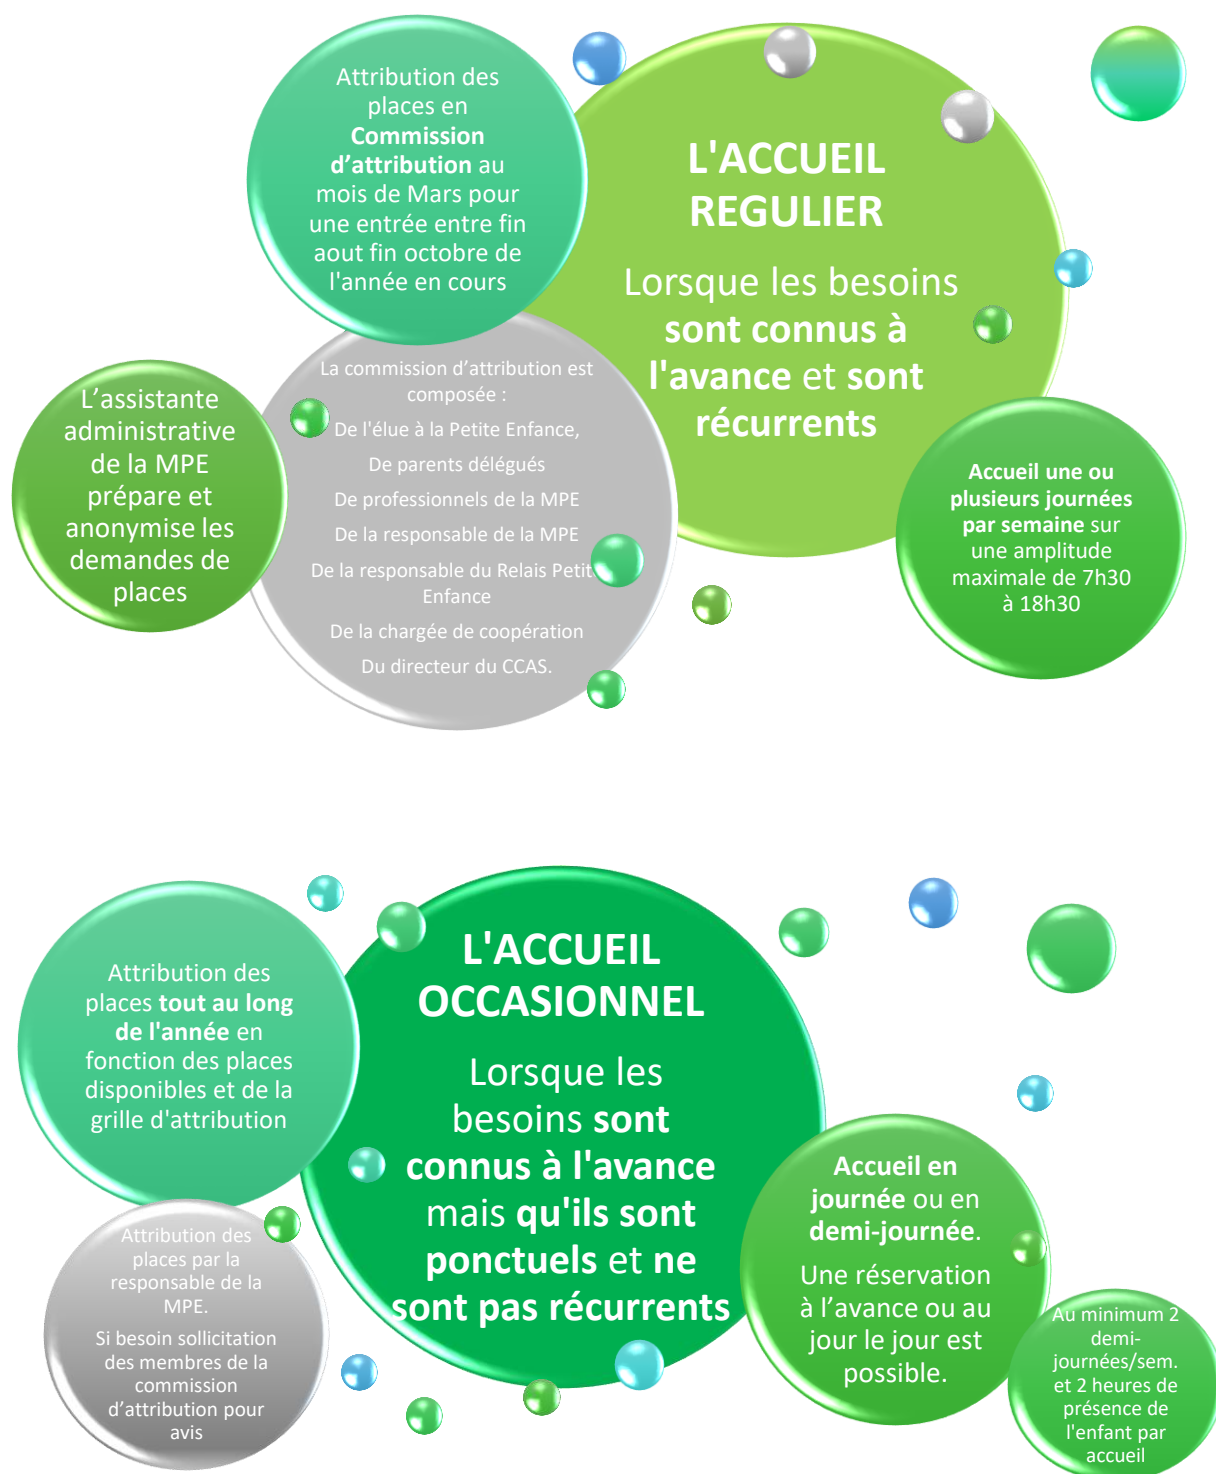 Attribution des
places en
Commission
d’attribution au
mois de Mars pour
une entrée entre fin
aout fin octobre de
l'année en cours
L'ACCUEIL
REGULIER
Lorsque les besoins
sont connus à
l'avance et sont
récurrents
La commission d’attribution est
composée :
De l'élue à la Petite Enfance,
De parents délégués
De professionnels de la MPE
De la responsable de la MPE
De la responsable du Relais Petit
Enfance
De la chargée de coopération
Du directeur du CCAS.
L’assistante
administrative
de la MPE
prépare et
anonymise les
demandes de
places
Accueil une ou
plusieurs journées
par semaine sur
une amplitude
maximale de 7h30
à 18h30
Attribution des
places tout au long
de l'année en
fonction des places
disponibles et de la
grille d'attribution
L'ACCUEIL
OCCASIONNEL
Lorsque les
besoins sont
connus à l'avance
mais qu'ils sont
ponctuels et ne
sont pas récurrents
Attribution des
places par la
responsable de la
MPE.
Si besoin sollicitation
des membres de la
commission
d’attribution pour
avis
Accueil en
journée ou en
demi-journée.
Une réservation
à l’avance ou au
jour le jour est
possible.
Au minimum 2
demi-
journées/sem.
et 2 heures de
présence de
l'enfant par
accueil